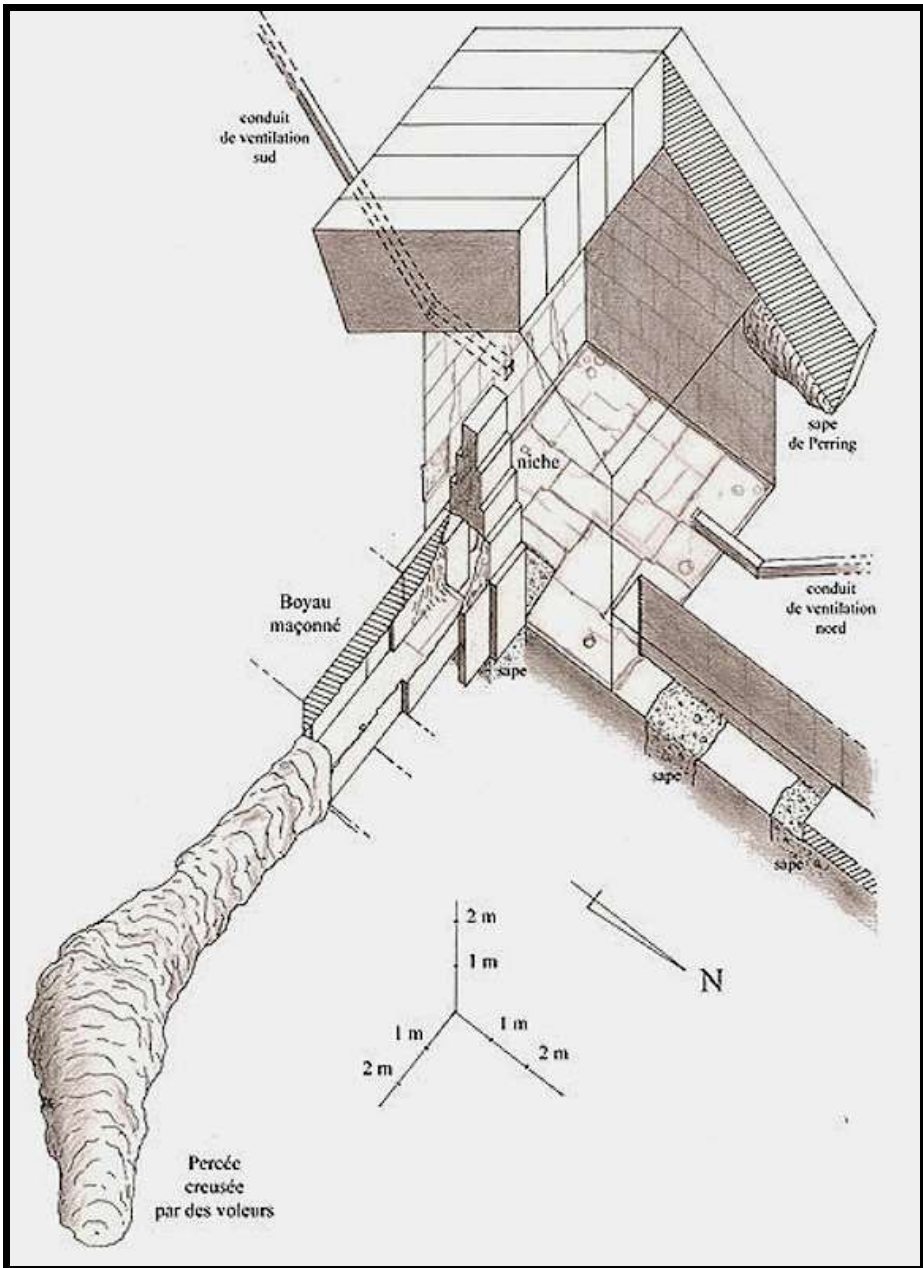 conduit
de ventilation
sud
sape
de Perring
niche
conduit
de ventilation
nord
Boyau
maçonné
sape
sape
sape
2 m
1 m
1 m
2 m
1 m
2 m
N
Percée
creusée
par des voleurs